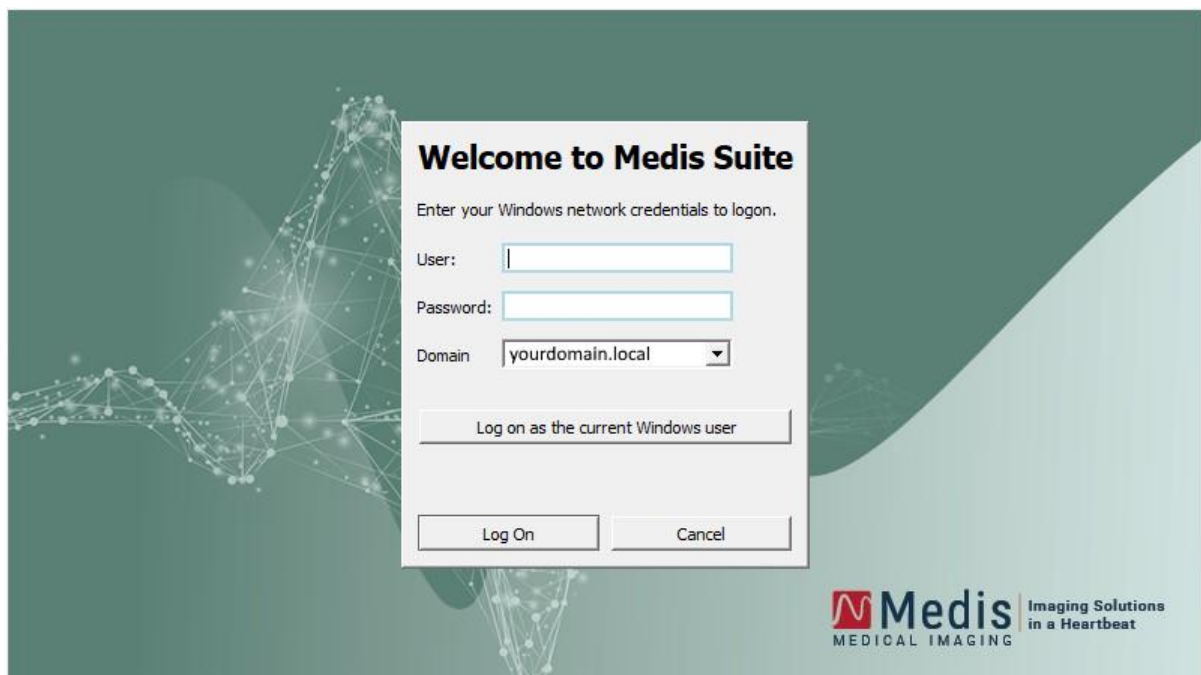 Welcome to Medis Suite
Enter your Windows network credentials to logon.
User:
Password:
Domain yourdomain.local
Log on as the current Windows user
Log On Cancel
Medis
MEDICAL IMAGING
Imaging Solutions
in a Heartbeat